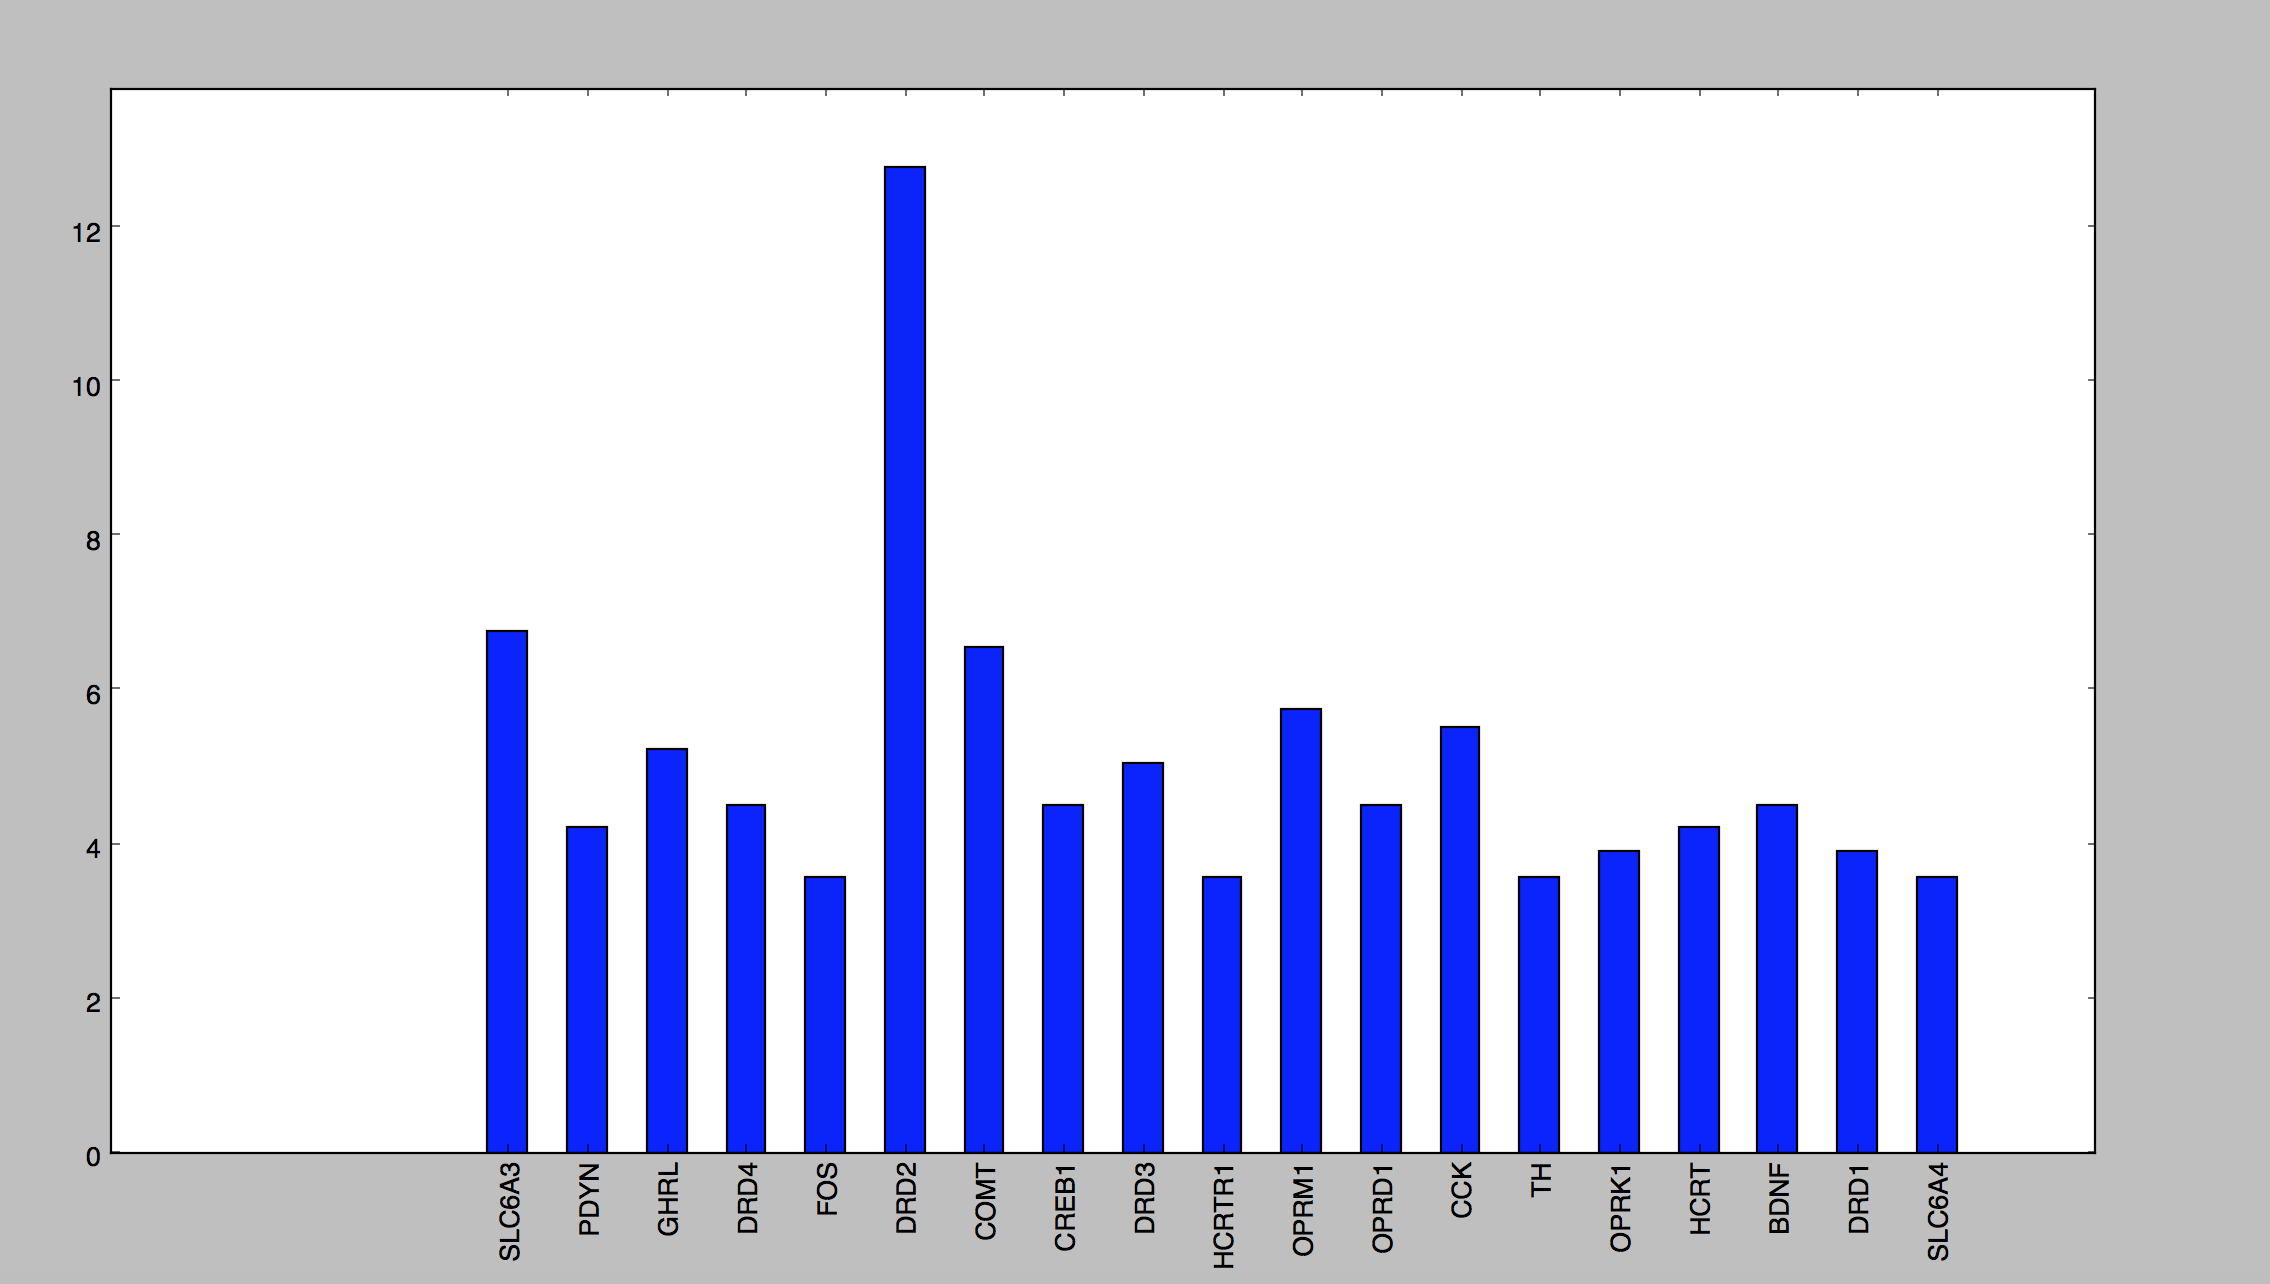 12
10
8
6
4
2
0
SLC6A3
PDYN
GHRL
DRD4
FOS
DRD2
COMT
CREB1
DRD3
HCRTR1
OPRM1
OPRD1
CCK
TH
OPRK1
HCRT
BDNF
DRD1
SLC6A4